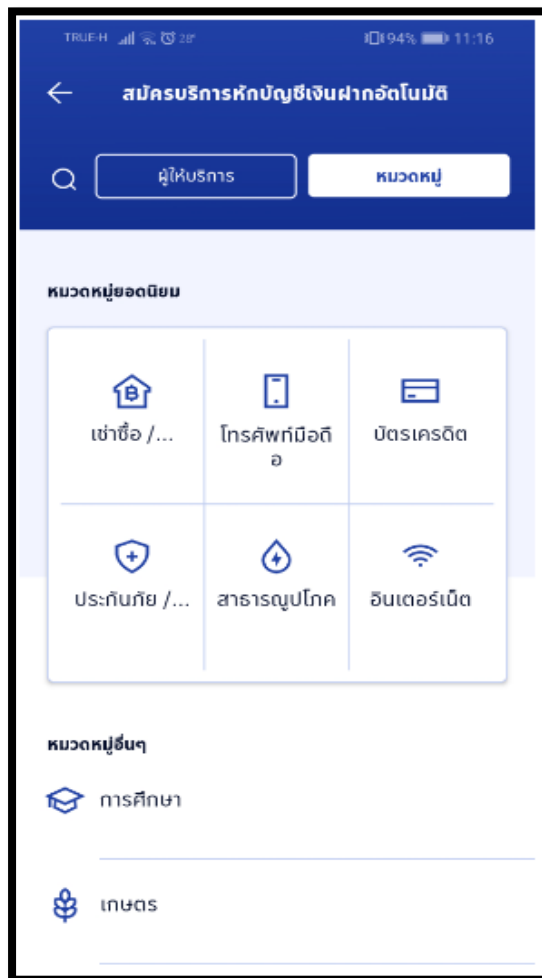 TRUE-H 28° 94% 11:16
สมัครบริการหักบัญชีเงินฝากอัตโนมัติ
ผู้ให้บริการ หมวดหมู่
หมวดหมู่ยอดนิยม
เช่าซื้อ /... โทรศัพท์มือถื บัตรเครดิต
อ
ประกันภัย /... สาธารณูปโภค อินเตอร์เน็ต
หมวดหมู่อื่นๆ
การศึกษา
เกษตร